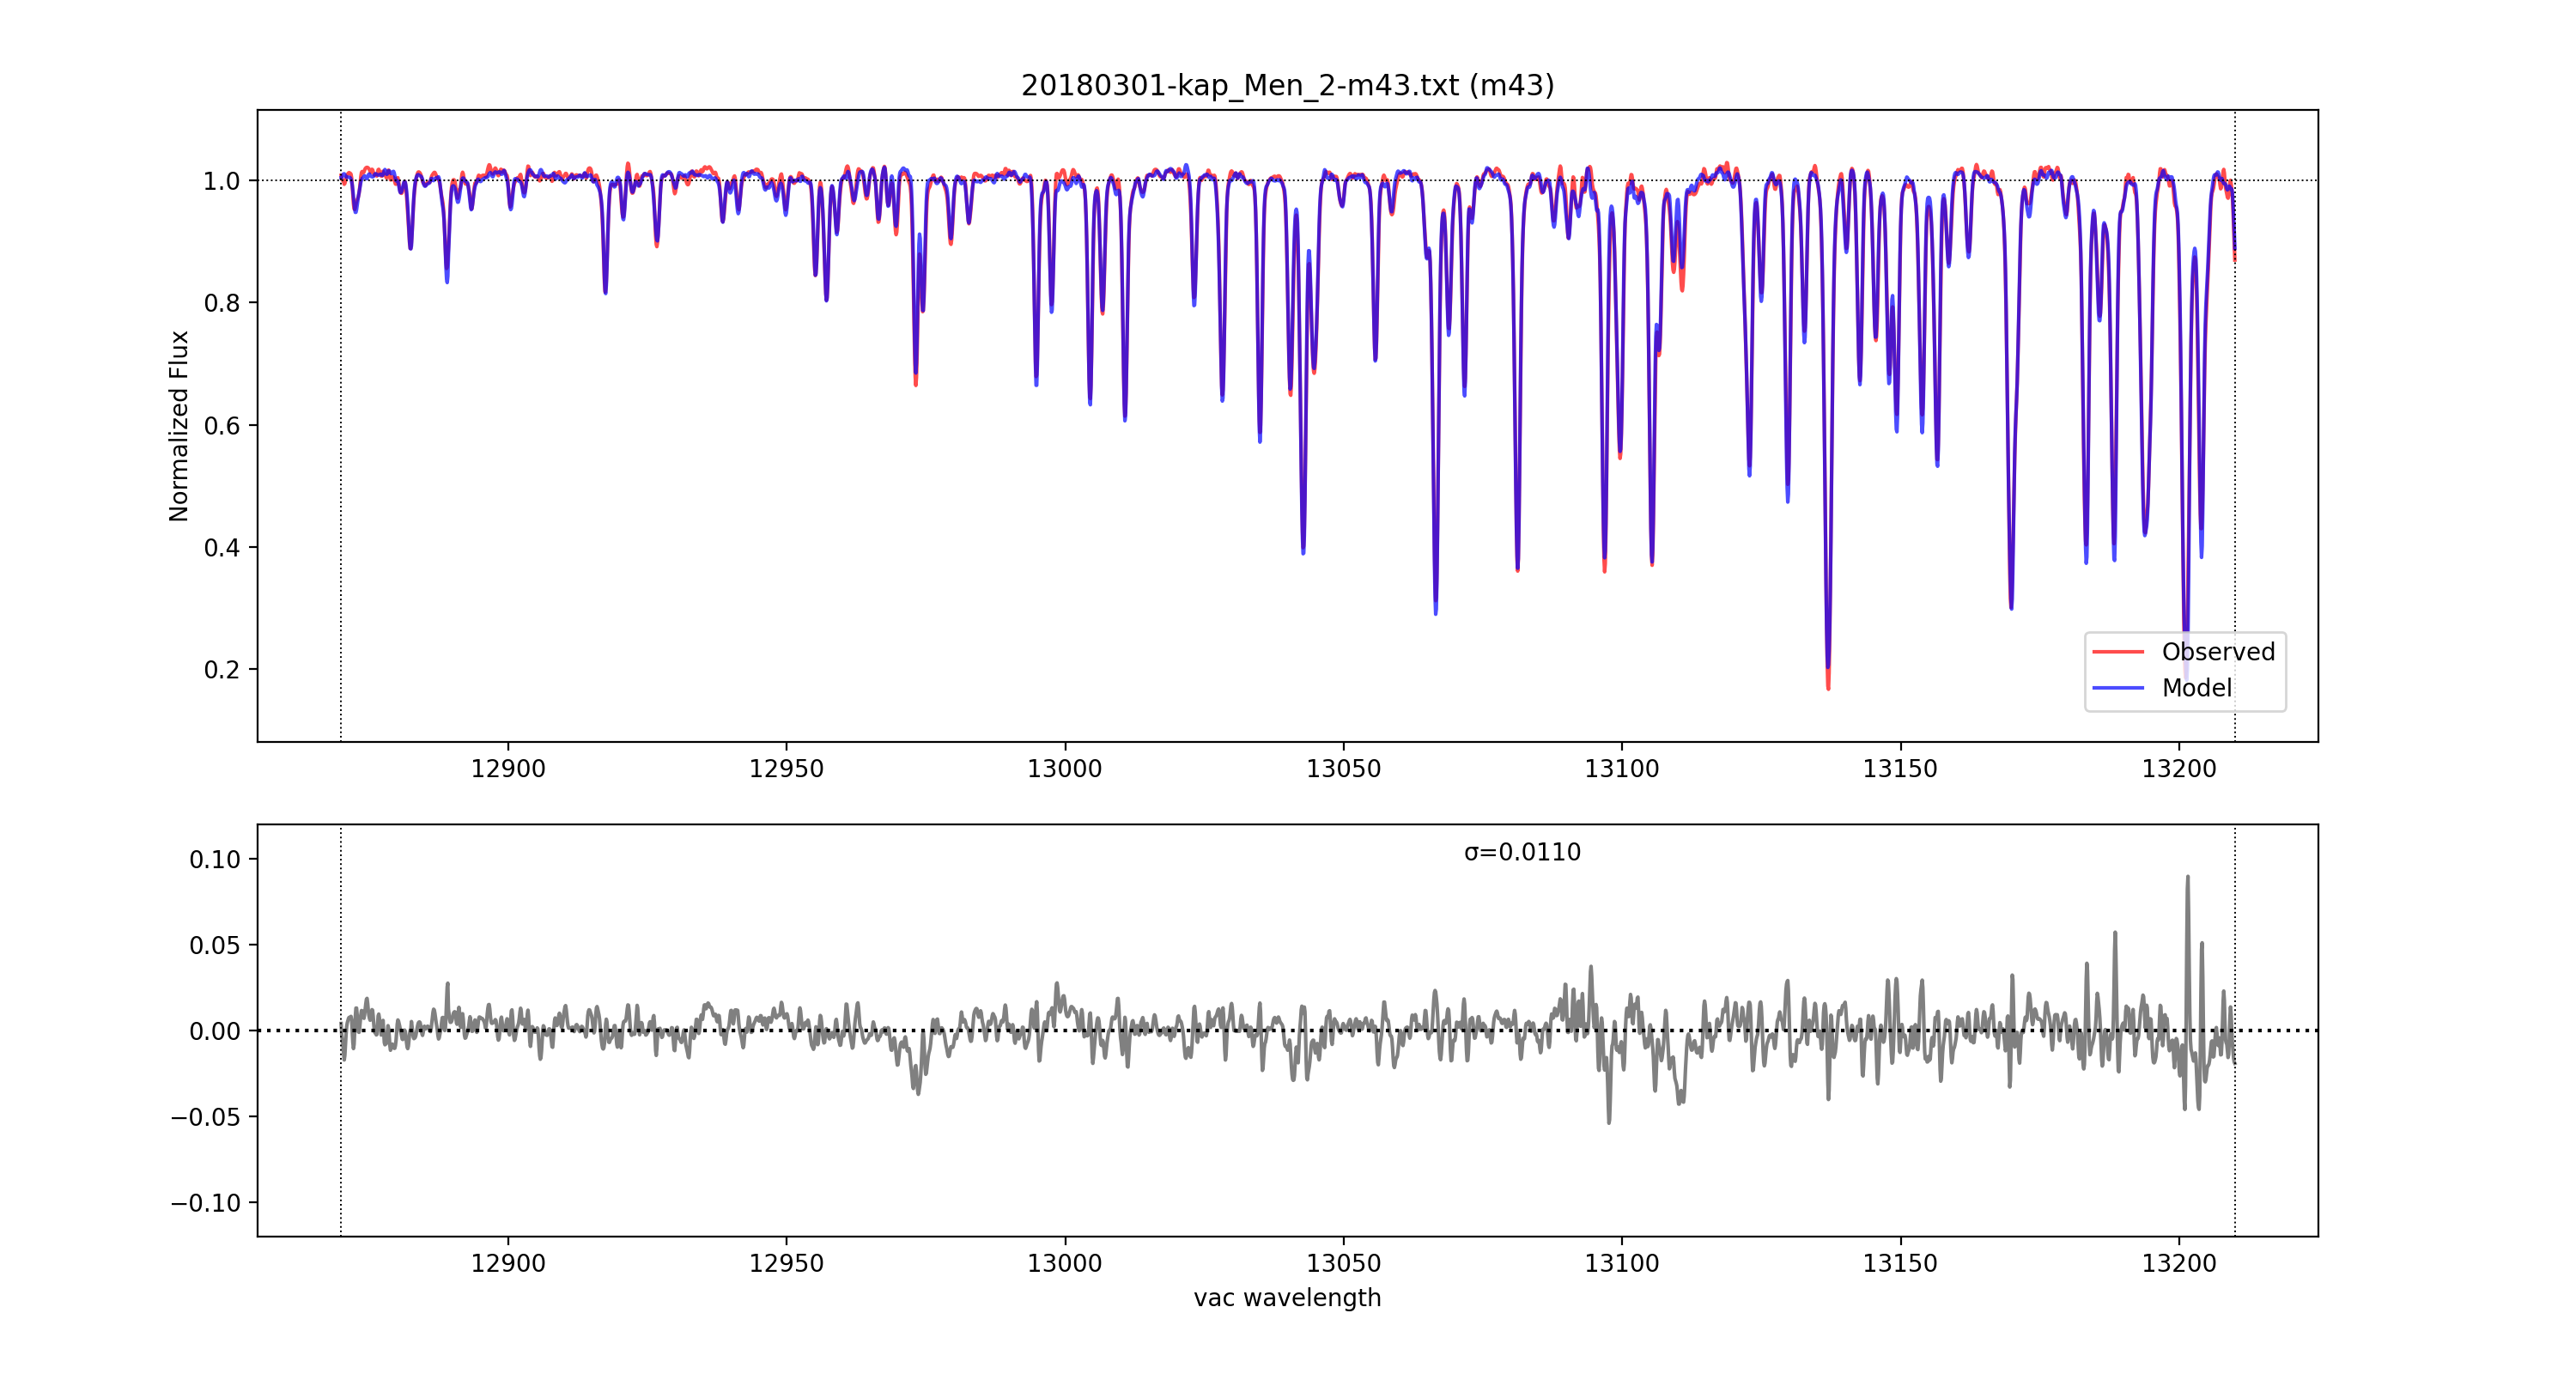 20180301-kap_Men_2-m43.txt (m43)
Normalized Flux
1.0
0.8
0.6
0.4
0.2
Observed
Model
12900 12950 13000 13050 13100 13150 13200
σ=0.0110
0.10
0.05
0.00
−0.05
−0.10
12900 12950 13000 13050 13100 13150 13200
vac wavelength